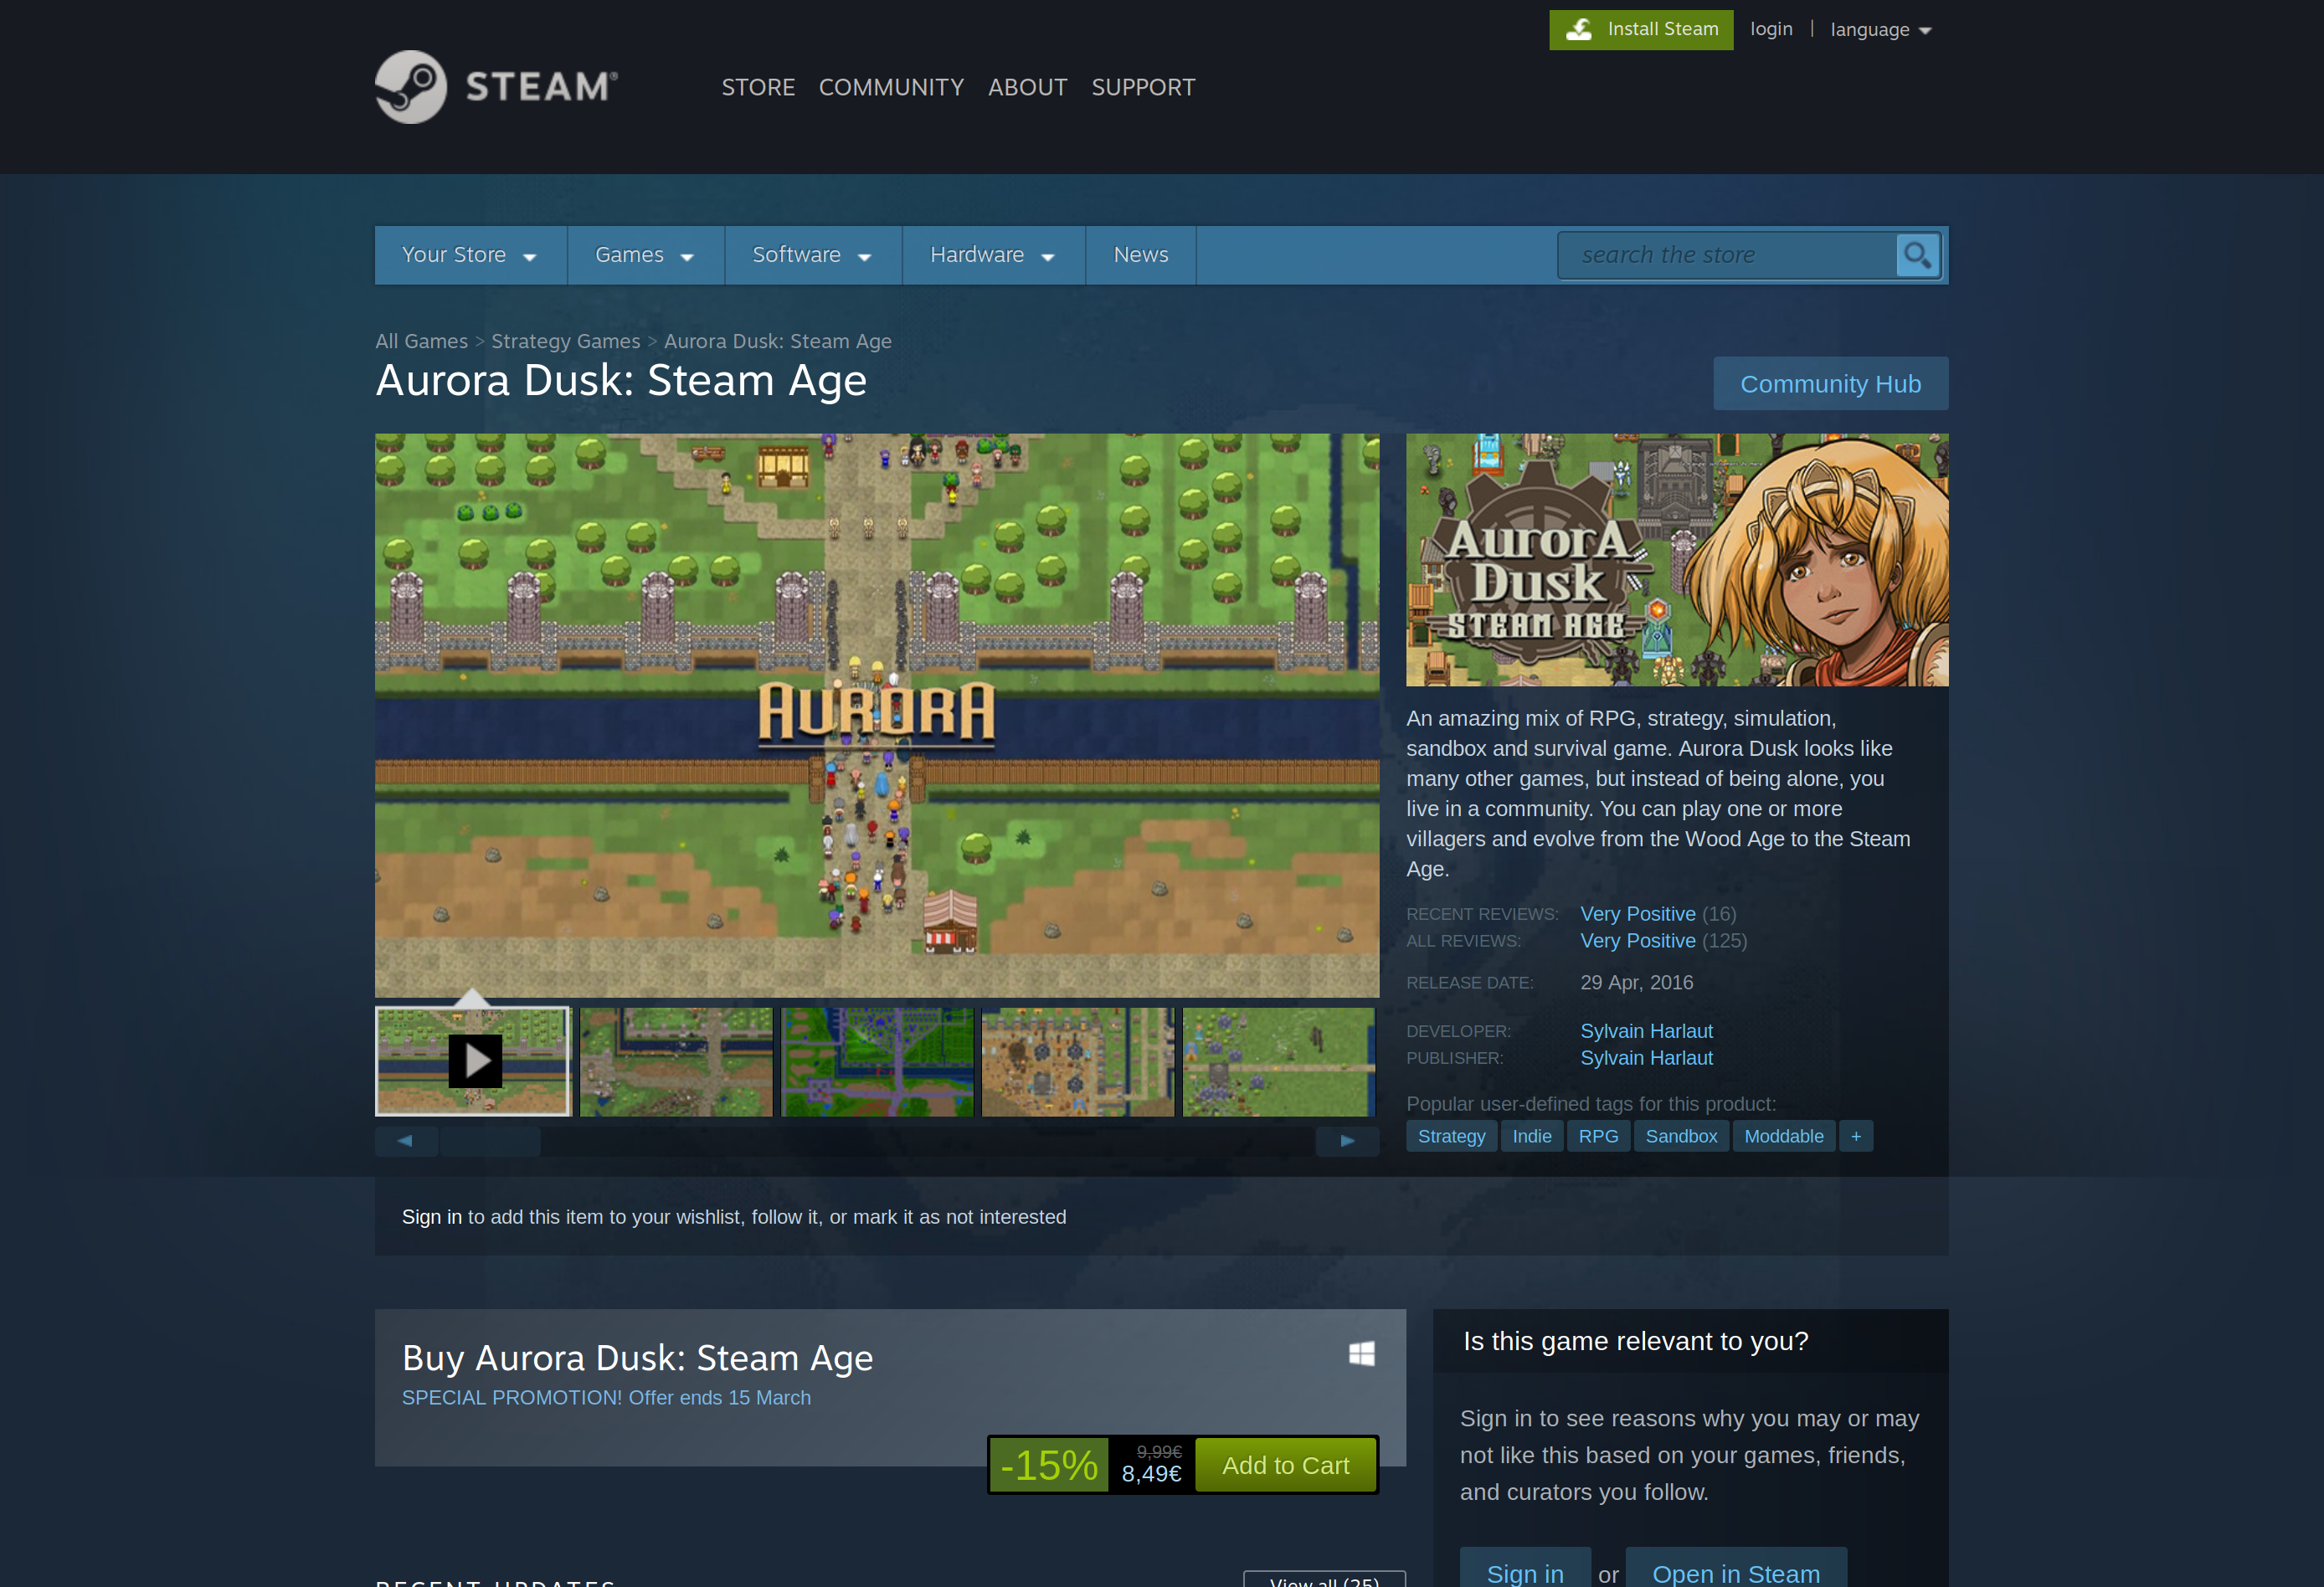 Install Steam
login | language
STEAM®
STORE COMMUNITY ABOUT SUPPORT
Your Store Games Software Hardware News
search the store
All Games > Strategy Games > Aurora Dusk: Steam Age
Aurora Dusk: Steam Age
Community Hub
AURORA
AURORA
DUSK
STEAM AGE
An amazing mix of RPG, strategy, simulation,
sandbox and survival game. Aurora Dusk looks like
many other games, but instead of being alone, you
live in a community. You can play one or more
villagers and evolve from the Wood Age to the Steam
Age.
RECENT REVIEWS: Very Positive (16)
ALL REVIEWS: Very Positive (125)
RELEASE DATE: 29 Apr, 2016
DEVELOPER: Sylvain Harlaut
PUBLISHER: Sylvain Harlaut
Popular user-defined tags for this product:
Strategy Indie RPG Sandbox Moddable +
Sign in to add this item to your wishlist, follow it, or mark it as not interested
Buy Aurora Dusk: Steam Age
SPECIAL PROMOTION! Offer ends 15 March
-15% 9,99€ 8,49€ Add to Cart
Is this game relevant to you?
Sign in to see reasons why you may or may
not like this based on your games, friends,
and curators you follow.
Sign in or Open in Steam
RECENT UPDATES View all (25)